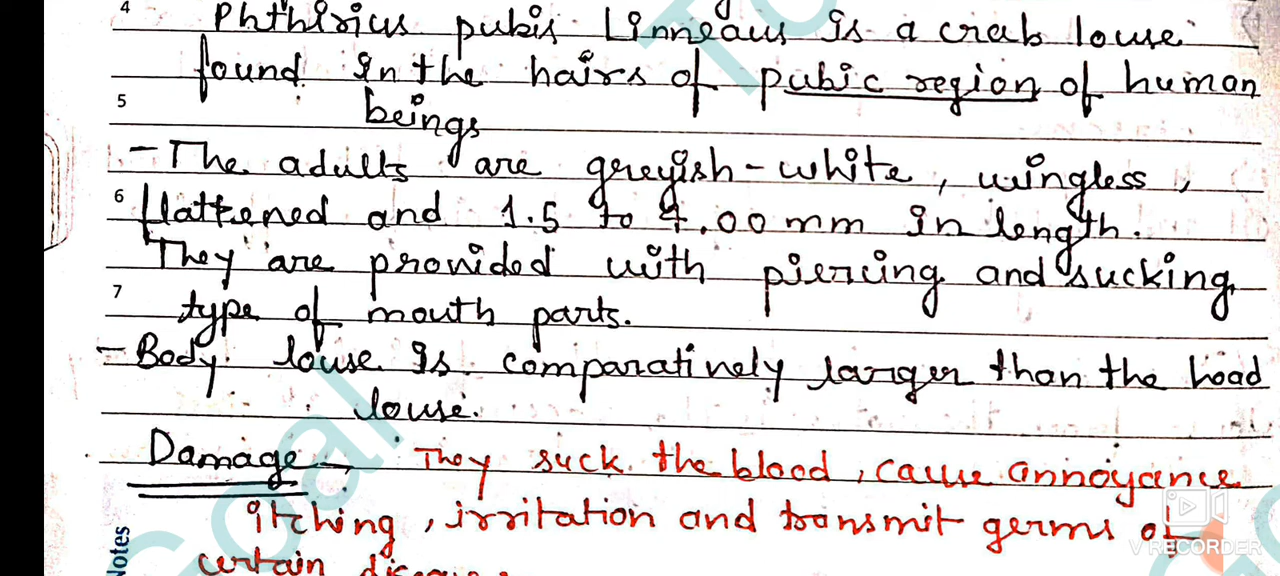 4
Phthirius pubis Linneaus is a crab louse
found in the hairs of pubic region of human
5
beings
- The adults are greyish-white, wingless,
6
flattened and 1.5 to 4.00 mm in length.
They are provided with piercing and sucking
7
type of mouth parts.
- Body louse is comparatively larger than the head
louse.
Damage → They suck the blood, cause annoyance
itching, irritation and transmit germs of
certain
Notes
Goal
V RECORDER